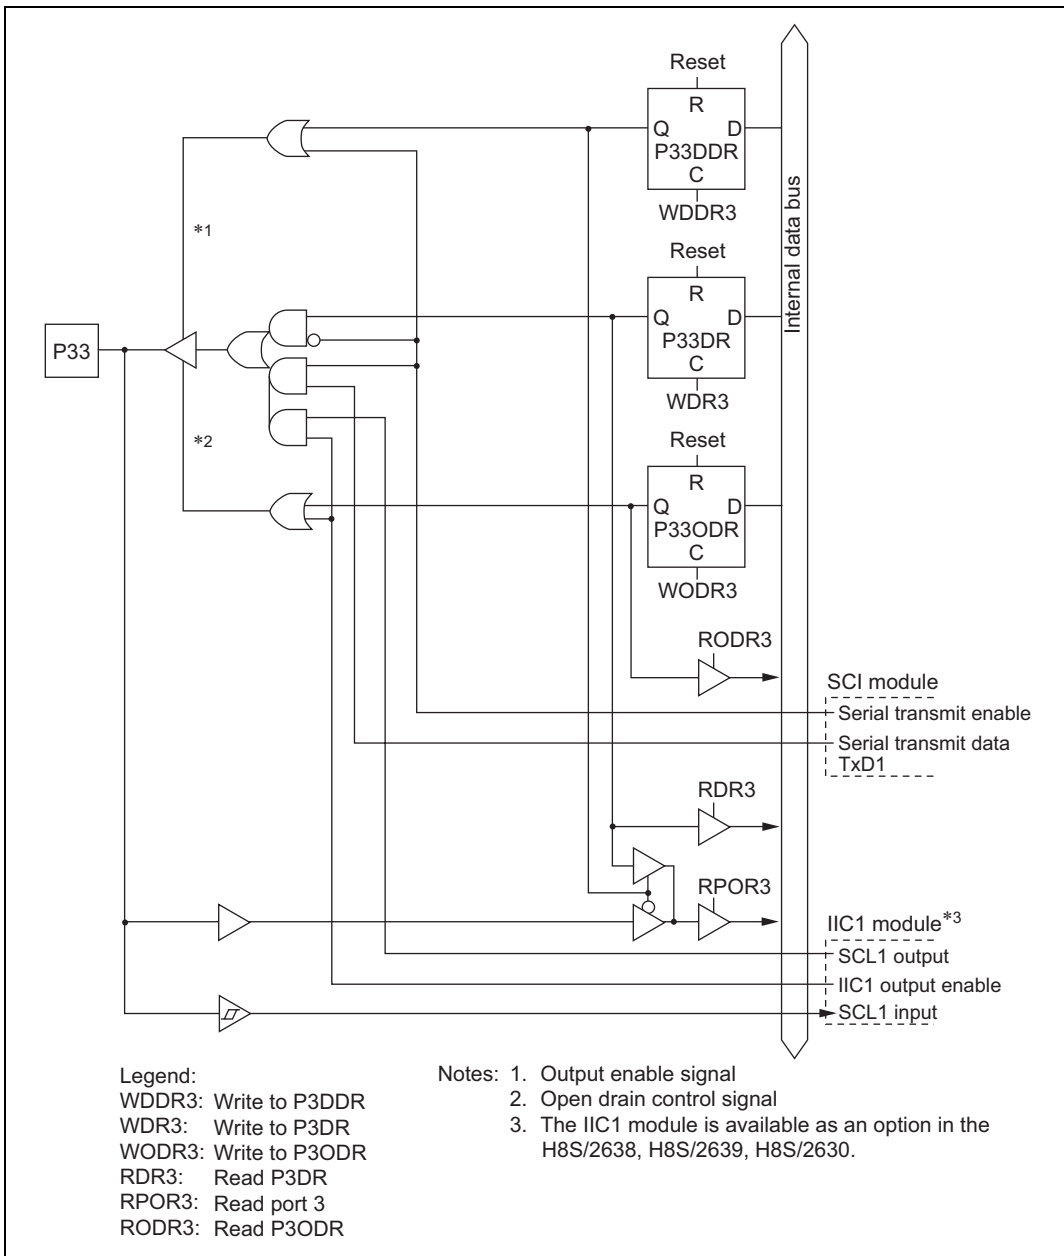 Reset
R
Q D
P33DDR
C
WDDR3
*1
Reset
R
Q D
P33DR
C
WDR3
P33
*2
Reset
R
Q D
P33ODR
C
WODR3
Internal data bus
RODR3
SCI module
Serial transmit enable
Serial transmit data
TxD1
RDR3
RPOR3
IIC1 module*3
SCL1 output
IIC1 output enable
SCL1 input
Legend:
WDDR3: Write to P3DDR
WDR3: Write to P3DR
WODR3: Write to P3ODR
RDR3: Read P3DR
RPOR3: Read port 3
RODR3: Read P3ODR
Notes: 1. Output enable signal
2. Open drain control signal
3. The IIC1 module is available as an option in the
H8S/2638, H8S/2639, H8S/2630.